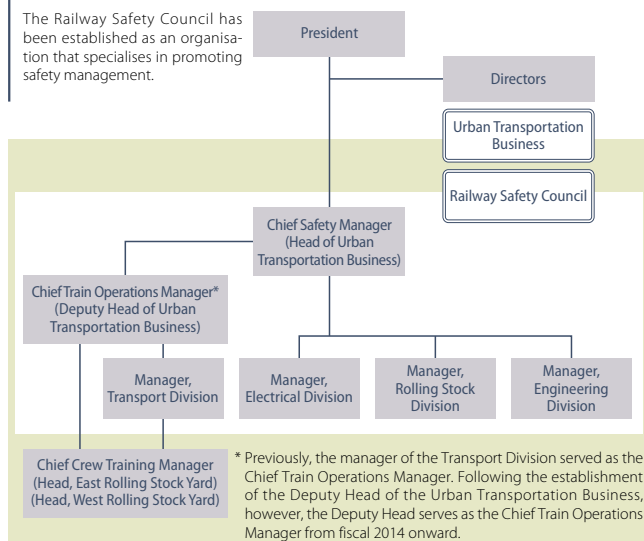 The Railway Safety Council has
been established as an organisa-
tion that specialises in promoting
safety management.
President
Directors
Urban Transportation
Business
Railway Safety Council
Chief Safety Manager
(Head of Urban
Transportation Business)
Chief Train Operations Manager*
(Deputy Head of Urban
Transportation Business)
Manager,
Transport Division
Manager,
Electrical Division
Manager,
Rolling Stock
Division
Manager,
Engineering
Division
Chief Crew Training Manager
(Head, East Rolling Stock Yard)
(Head, West Rolling Stock Yard)
* Previously, the manager of the Transport Division served as the
Chief Train Operations Manager. Following the establishment
of the Deputy Head of the Urban Transportation Business,
however, the Deputy Head serves as the Chief Train Operations
Manager from fiscal 2014 onward.